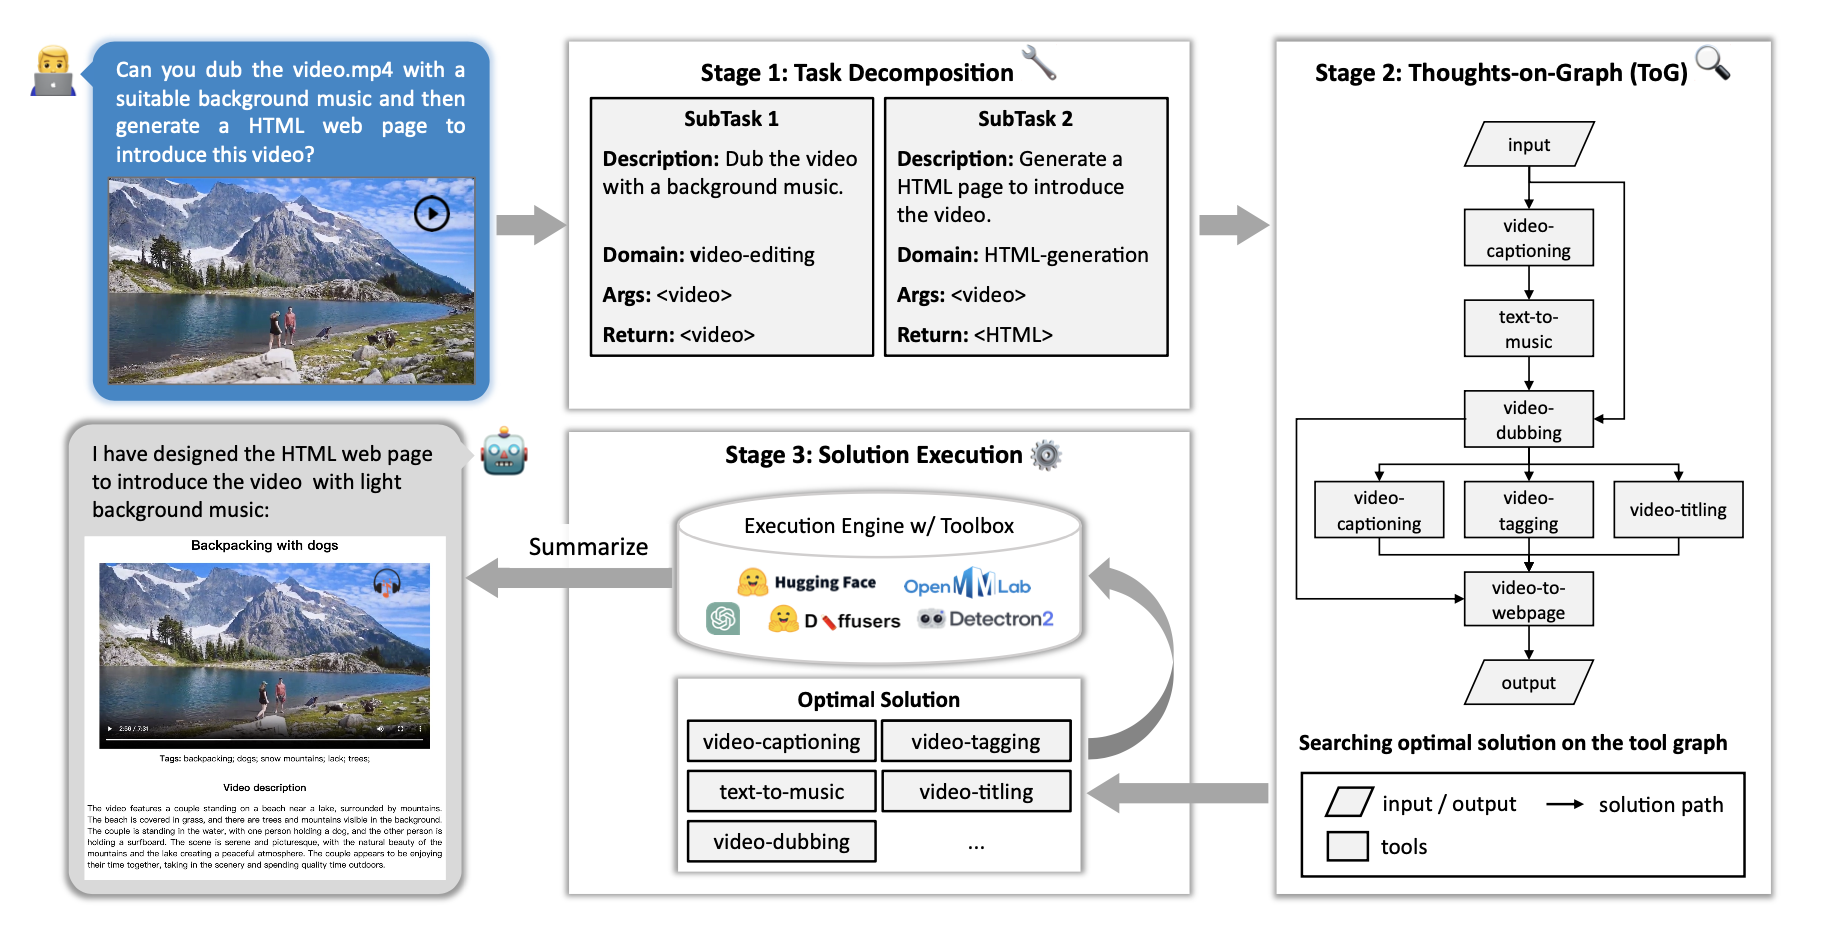 Can you dub the video.mp4 with a
suitable background music and then
generate a HTML web page to
introduce this video?
Stage 1: Task Decomposition
SubTask 1
Description: Dub the video
with a background music.
Domain: video-editing
Args: <video>
Return: <video>
SubTask 2
Description: Generate a
HTML page to introduce
the video.
Domain: HTML-generation
Args: <video>
Return: <HTML>
Stage 2: Thoughts-on-Graph (ToG)
input
video-
captioning
text-to-
music
video-
dubbing
video-
captioning
video-
tagging
video-titling
video-to-
webpage
output
Searching optimal solution on the tool graph
input / output
solution path
tools
Stage 3: Solution Execution
Execution Engine w/ Toolbox
Hugging Face
OpenMMLab
D ffusers
Detectron2
Optimal Solution
video-captioning
video-tagging
text-to-music
video-titling
video-dubbing
...
Summarize
I have designed the HTML web page
to introduce the video with light
background music:
Backpacking with dogs
2:50 / 7:31
Tags: backpacking; dogs; snow mountains; lack; trees;
Video description
The video features a couple standing on a beach near a lake, surrounded by mountains.
The beach is covered in grass, and there are trees and mountains visible in the background.
The couple is standing in the water, with one person holding a dog, and the other person is
holding a surfboard. The scene is serene and picturesque, with the natural beauty of the
mountains and the lake creating a peaceful atmosphere. The couple appears to be enjoying
their time together, taking in the scenery and spending quality time outdoors.